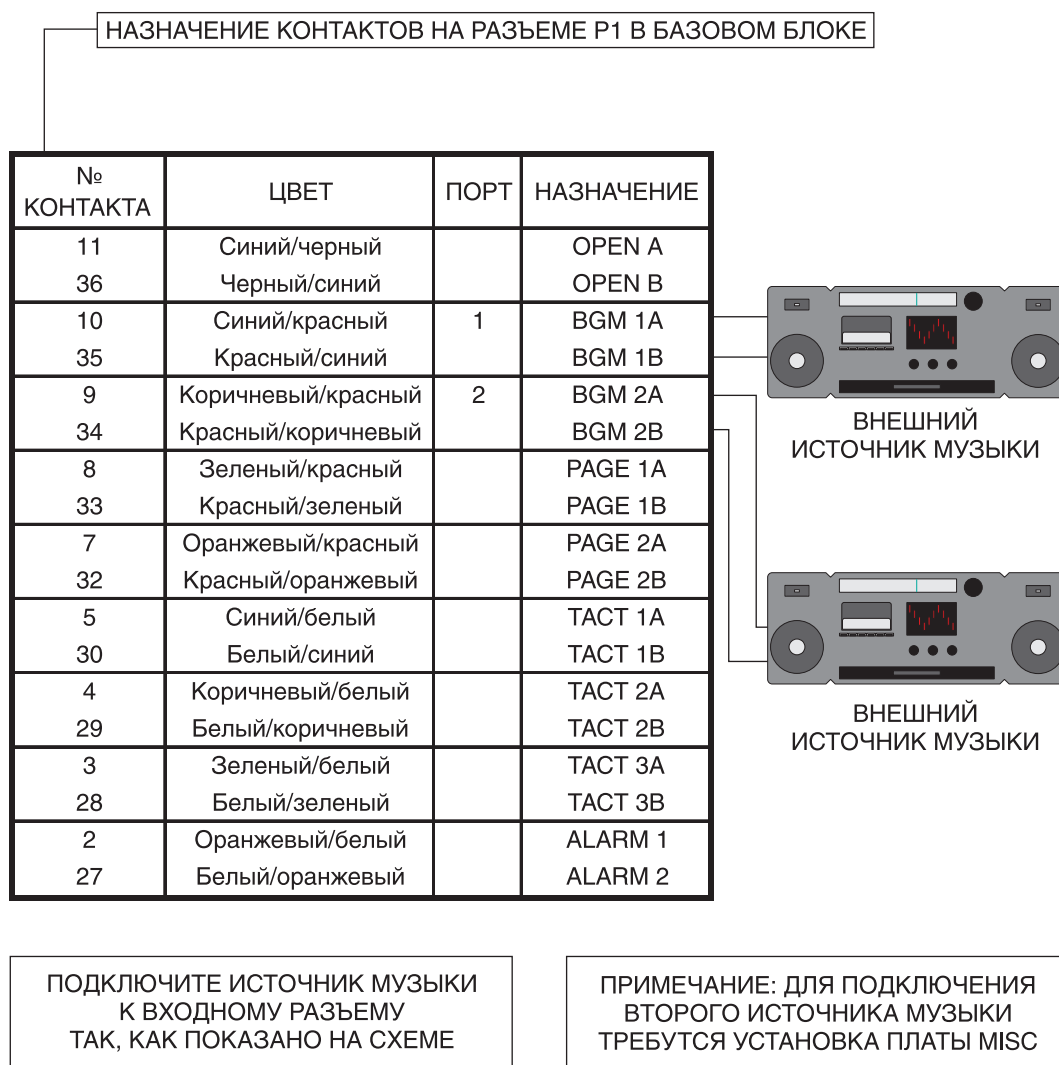 НАЗНАЧЕНИЕ КОНТАКТОВ НА РАЗЪЕМЕ P1 В БАЗОВОМ БЛОКЕ
№ КОНТАКТА ЦВЕТ ПОРТ НАЗНАЧЕНИЕ
11 Синий/черный OPEN A
36 Черный/синий OPEN B
10 Синий/красный 1 BGM 1A
35 Красный/синий BGM 1B
9 Коричневый/красный 2 BGM 2A
34 Красный/коричневый BGM 2B
8 Зеленый/красный PAGE 1A
33 Красный/зеленый PAGE 1B
7 Оранжевый/красный PAGE 2A
32 Красный/оранжевый PAGE 2B
5 Синий/белый TACT 1A
30 Белый/синий TACT 1B
4 Коричневый/белый TACT 2A
29 Белый/коричневый TACT 2B
3 Зеленый/белый TACT 3A
28 Белый/зеленый TACT 3B
2 Оранжевый/белый ALARM 1
27 Белый/оранжевый ALARM 2
ВНЕШНИЙ
ИСТОЧНИК МУЗЫКИ
ВНЕШНИЙ
ИСТОЧНИК МУЗЫКИ
ПОДКЛЮЧИТЕ ИСТОЧНИК МУЗЫКИ
К ВХОДНОМУ РАЗЪЕМУ
ТАК, КАК ПОКАЗАНО НА СХЕМЕ
ПРИМЕЧАНИЕ: ДЛЯ ПОДКЛЮЧЕНИЯ
ВТОРОГО ИСТОЧНИКА МУЗЫКИ
ТРЕБУТСЯ УСТАНОВКА ПЛАТЫ MISC